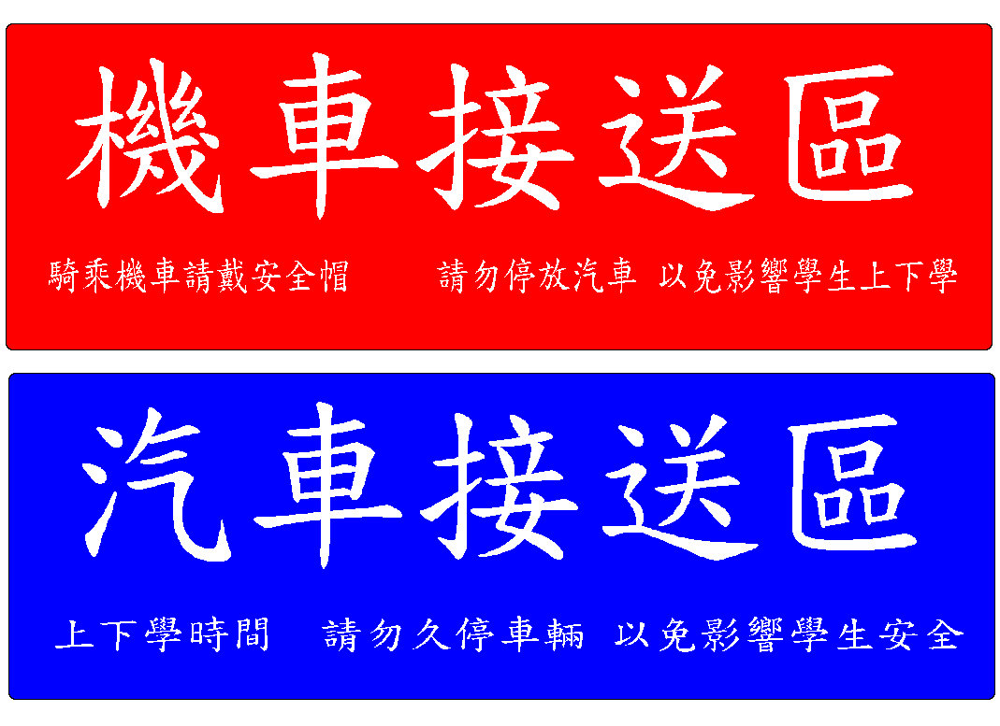 機車接送區
騎乘機車請戴安全帽 請勿停放汽車 以免影響學生上下學
汽車接送區
上下學時間 請勿久停車輛 以免影響學生安全